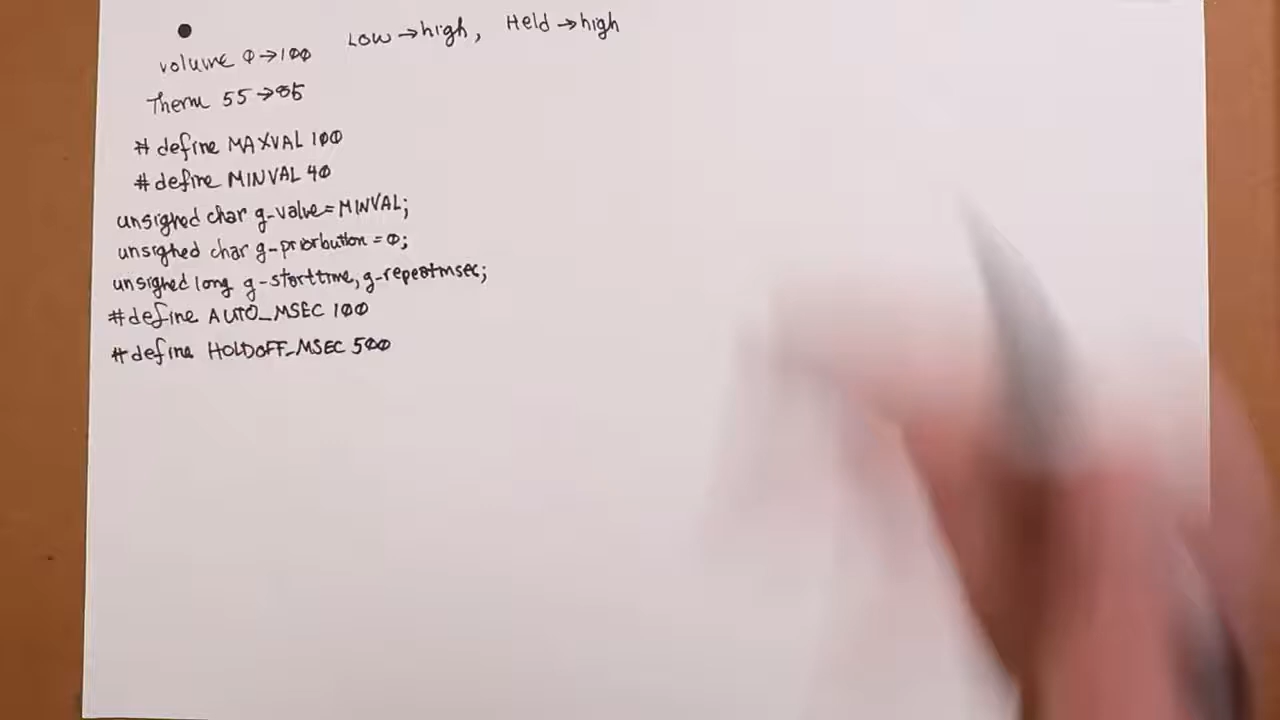 Low → high, Held → high
volume 0 → 100
Therm 55 → 85
# define MAXVAL 100
# define MINVAL 40
unsigned char g-value = MINVAL;
unsigned char g-priorbutton = 0;
unsigned long g-starttime, g-repeatmsec;
# define AUTO_MSEC 100
# define HOLDOFF_MSEC 500